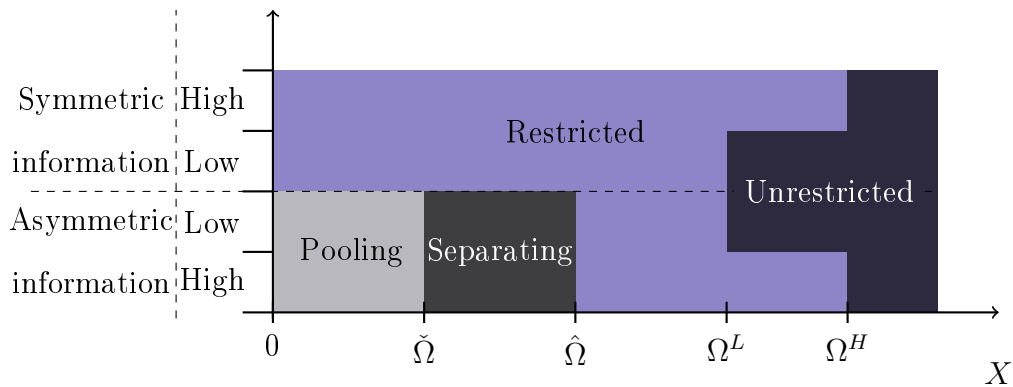 Symmetric High
Restricted
information Low
Unrestricted
Asymmetric Low
Pooling Separating
information High
0 Ω̌ Ω̂ Ω^L Ω^H
X